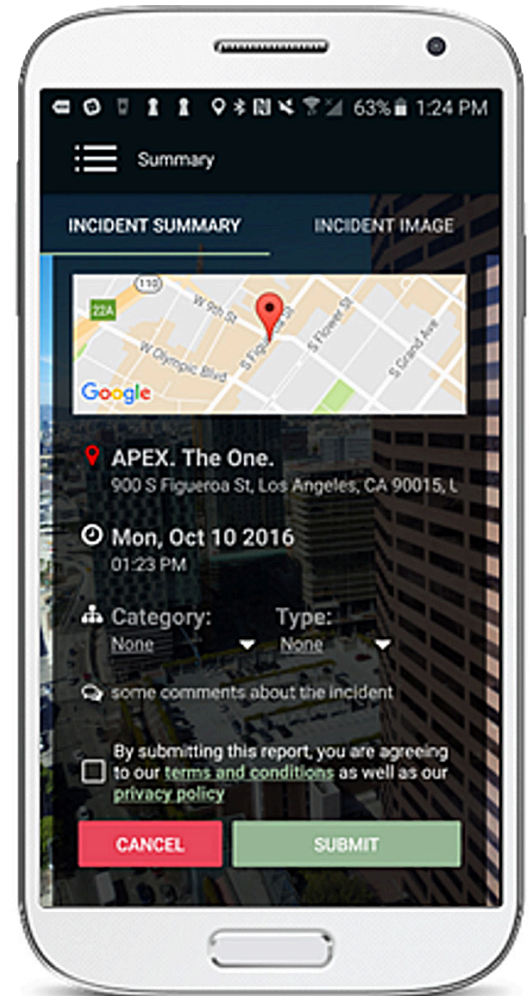 63% 1:24 PM
Summary
INCIDENT SUMMARY INCIDENT IMAGE
110
22A
W 9th St
W Olympic Blvd
S Figueroa St
S Flower St
S Grand Ave
Google
APEX. The One.
900 S Figueroa St, Los Angeles, CA 90015, U
Mon, Oct 10 2016
01:23 PM
Category: Type:
None None
some comments about the incident
By submitting this report, you are agreeing
to our terms and conditions as well as our
privacy policy
CANCEL SUBMIT